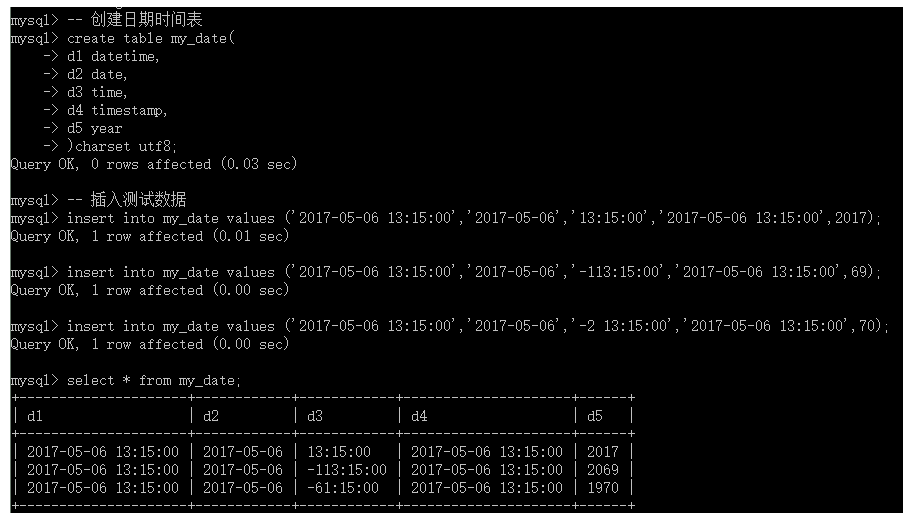 mysql> -- 创建日期时间表
mysql> create table my_date(
    -> d1 datetime,
    -> d2 date,
    -> d3 time,
    -> d4 timestamp,
    -> d5 year
    -> )charset utf8;
Query OK, 0 rows affected (0.03 sec)

mysql> -- 插入测试数据
mysql> insert into my_date values ('2017-05-06 13:15:00','2017-05-06','13:15:00','2017-05-06 13:15:00',2017);
Query OK, 1 row affected (0.01 sec)

mysql> insert into my_date values ('2017-05-06 13:15:00','2017-05-06','-113:15:00','2017-05-06 13:15:00',69);
Query OK, 1 row affected (0.00 sec)

mysql> insert into my_date values ('2017-05-06 13:15:00','2017-05-06','-2 13:15:00','2017-05-06 13:15:00',70);
Query OK, 1 row affected (0.00 sec)

mysql> select * from my_date;
+---------------------+------------+------------+---------------------+------+
| d1                  | d2         | d3         | d4                  | d5   |
+---------------------+------------+------------+---------------------+------+
| 2017-05-06 13:15:00 | 2017-05-06 | 13:15:00   | 2017-05-06 13:15:00 | 2017 |
| 2017-05-06 13:15:00 | 2017-05-06 | -113:15:00 | 2017-05-06 13:15:00 | 2069 |
| 2017-05-06 13:15:00 | 2017-05-06 | -61:15:00  | 2017-05-06 13:15:00 | 1970 |
+---------------------+------------+------------+---------------------+------+